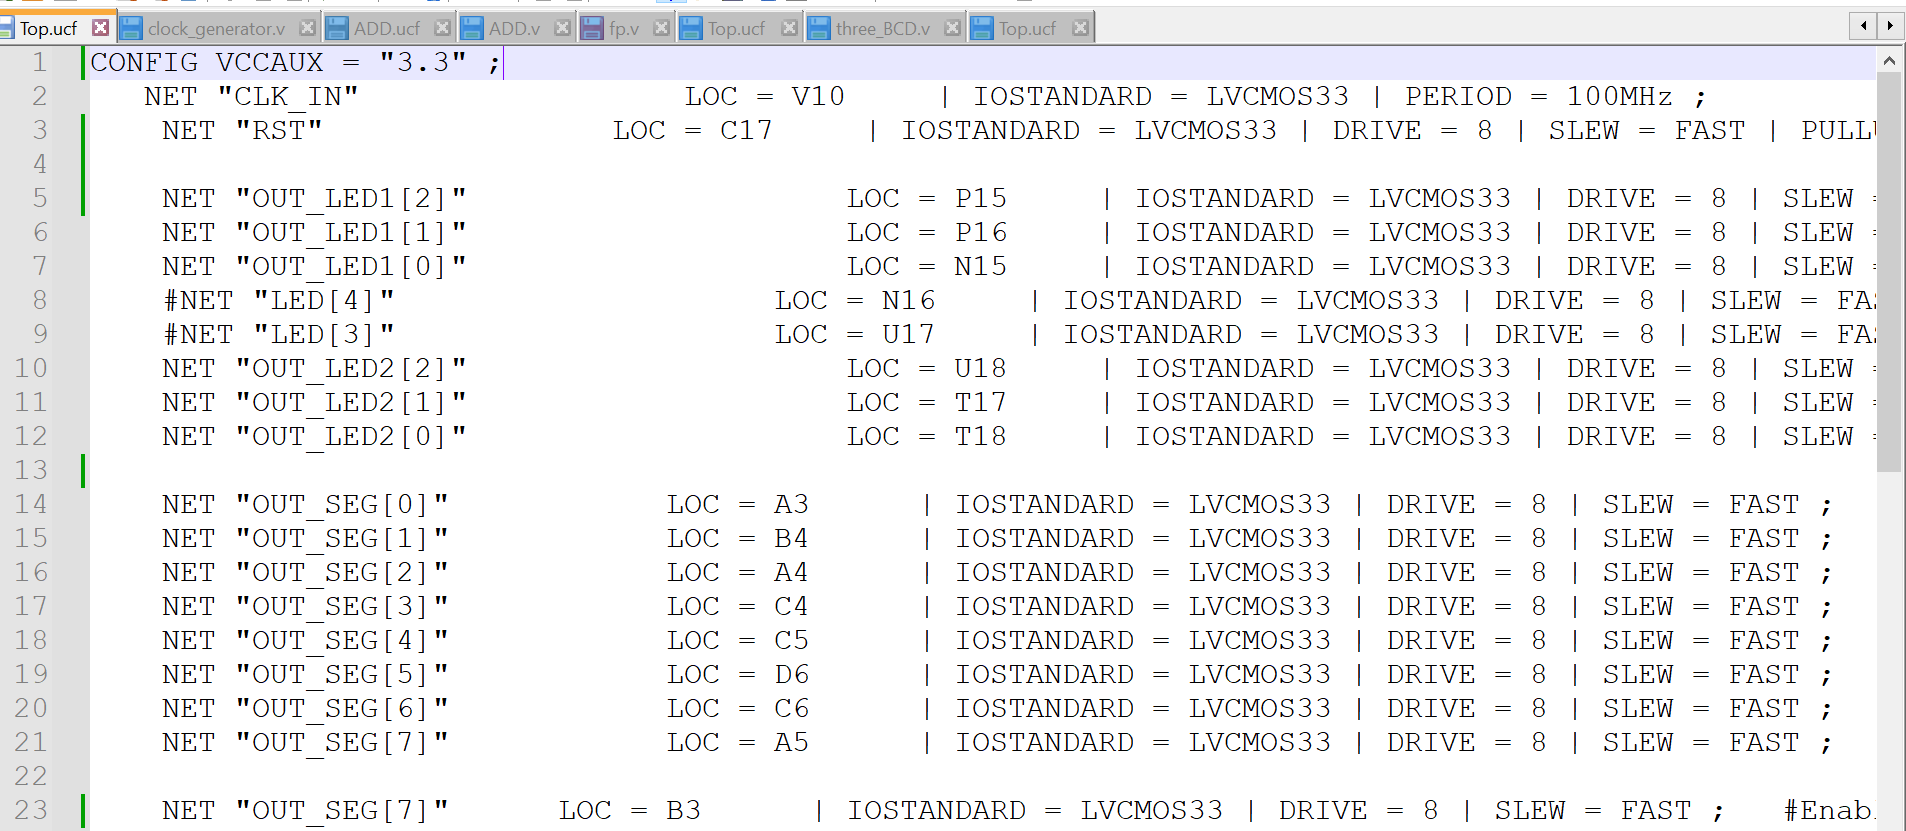 Top.ucf clock_generator.v ADD.ucf ADD.v fp.v Top.ucf three_BCD.v Top.ucf
1 CONFIG VCCAUX = "3.3" ;
2 NET "CLK_IN" LOC = V10 | IOSTANDARD = LVCMOS33 | PERIOD = 100MHz ;
3 NET "RST" LOC = C17 | IOSTANDARD = LVCMOS33 | DRIVE = 8 | SLEW = FAST | PULL
4
5 NET "OUT_LED1[2]" LOC = P15 | IOSTANDARD = LVCMOS33 | DRIVE = 8 | SLEW =
6 NET "OUT_LED1[1]" LOC = P16 | IOSTANDARD = LVCMOS33 | DRIVE = 8 | SLEW =
7 NET "OUT_LED1[0]" LOC = N15 | IOSTANDARD = LVCMOS33 | DRIVE = 8 | SLEW =
8 #NET "LED[4]" LOC = N16 | IOSTANDARD = LVCMOS33 | DRIVE = 8 | SLEW = FA
9 #NET "LED[3]" LOC = U17 | IOSTANDARD = LVCMOS33 | DRIVE = 8 | SLEW = FA
10 NET "OUT_LED2[2]" LOC = U18 | IOSTANDARD = LVCMOS33 | DRIVE = 8 | SLEW =
11 NET "OUT_LED2[1]" LOC = T17 | IOSTANDARD = LVCMOS33 | DRIVE = 8 | SLEW =
12 NET "OUT_LED2[0]" LOC = T18 | IOSTANDARD = LVCMOS33 | DRIVE = 8 | SLEW =
13
14 NET "OUT_SEG[0]" LOC = A3 | IOSTANDARD = LVCMOS33 | DRIVE = 8 | SLEW = FAST ;
15 NET "OUT_SEG[1]" LOC = B4 | IOSTANDARD = LVCMOS33 | DRIVE = 8 | SLEW = FAST ;
16 NET "OUT_SEG[2]" LOC = A4 | IOSTANDARD = LVCMOS33 | DRIVE = 8 | SLEW = FAST ;
17 NET "OUT_SEG[3]" LOC = C4 | IOSTANDARD = LVCMOS33 | DRIVE = 8 | SLEW = FAST ;
18 NET "OUT_SEG[4]" LOC = C5 | IOSTANDARD = LVCMOS33 | DRIVE = 8 | SLEW = FAST ;
19 NET "OUT_SEG[5]" LOC = D6 | IOSTANDARD = LVCMOS33 | DRIVE = 8 | SLEW = FAST ;
20 NET "OUT_SEG[6]" LOC = C6 | IOSTANDARD = LVCMOS33 | DRIVE = 8 | SLEW = FAST ;
21 NET "OUT_SEG[7]" LOC = A5 | IOSTANDARD = LVCMOS33 | DRIVE = 8 | SLEW = FAST ;
22
23 NET "OUT_SEG[7]" LOC = B3 | IOSTANDARD = LVCMOS33 | DRIVE = 8 | SLEW = FAST ; #Enab